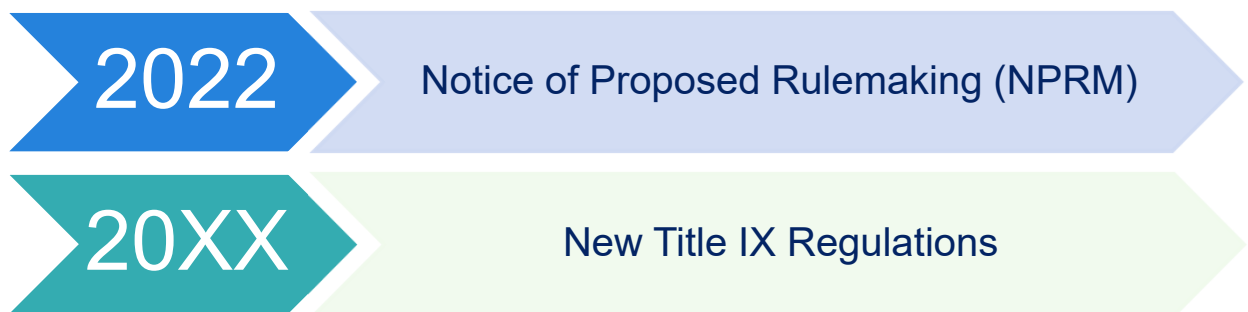 2022
Notice of Proposed Rulemaking (NPRM)
20XX
New Title IX Regulations